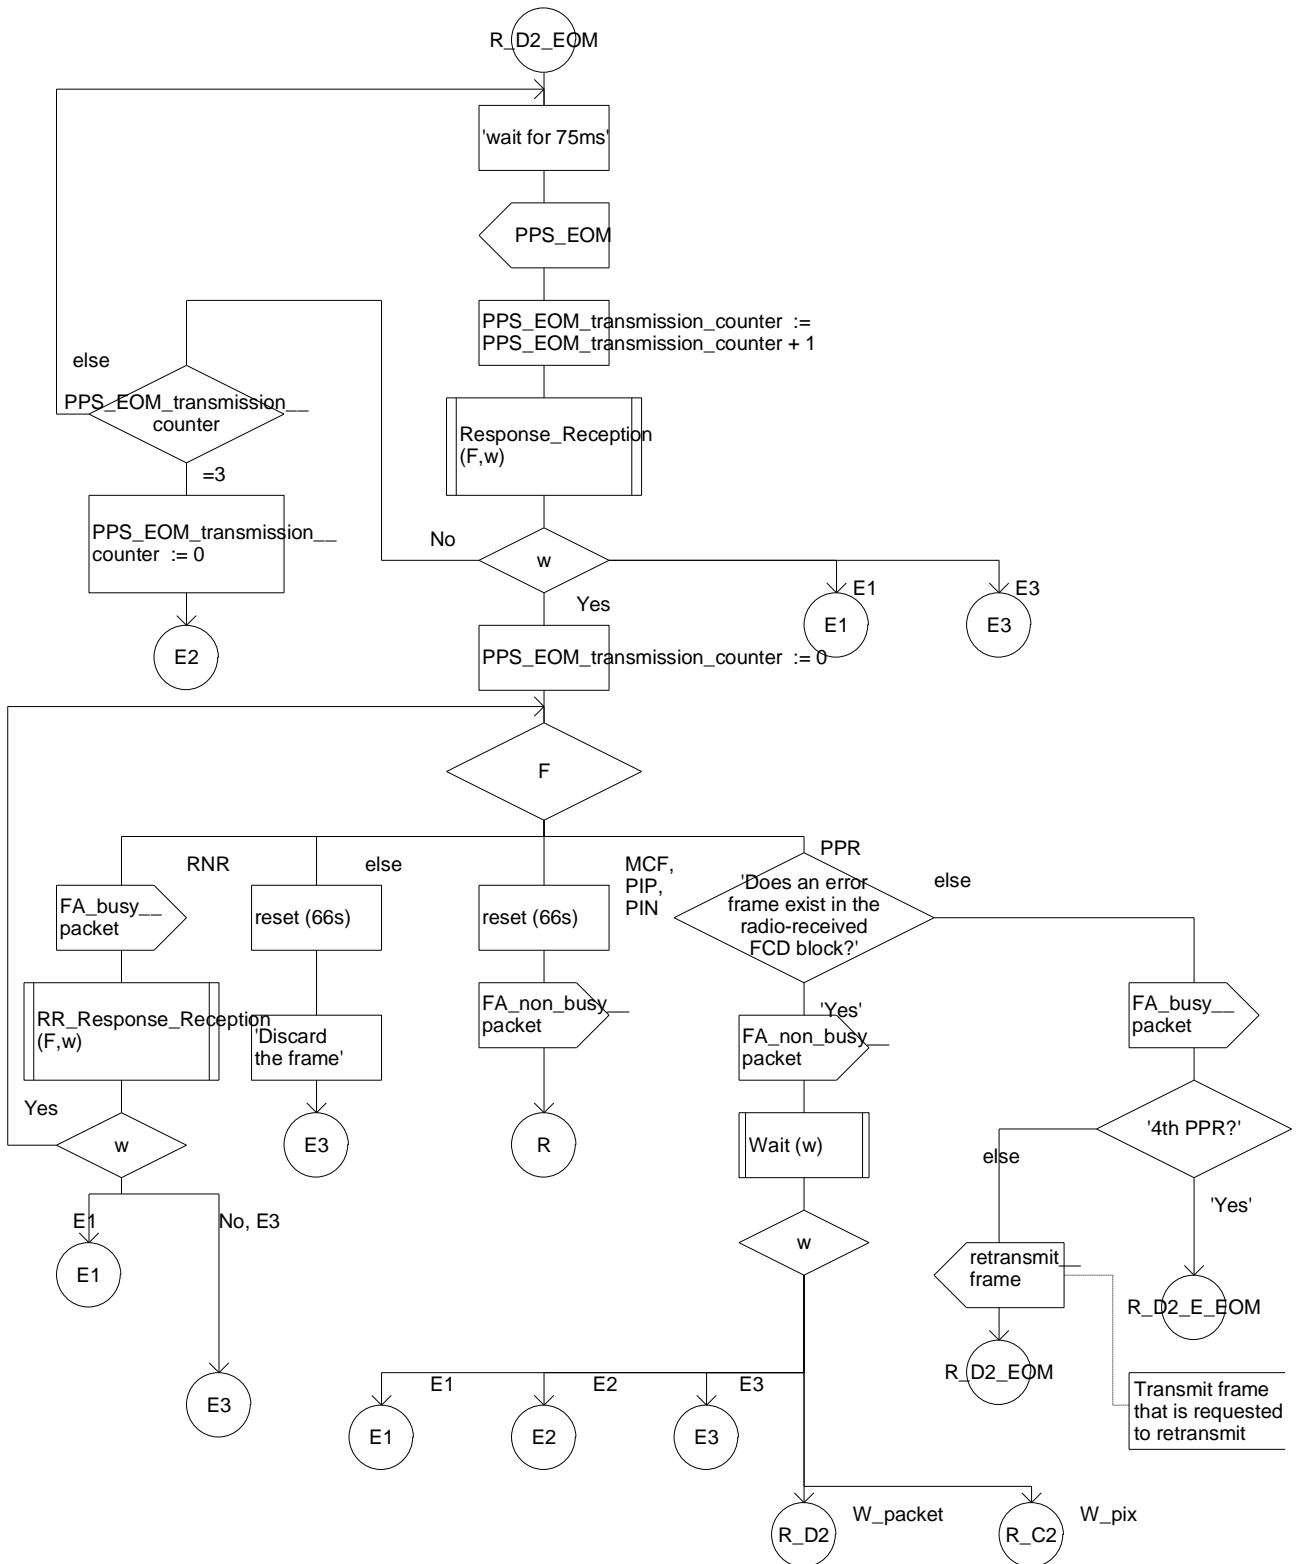 R_D2_EOM
'wait for 75ms'
PPS_EOM
PPS_EOM_transmission_counter :=
PPS_EOM_transmission_counter + 1
else
PPS_EOM_transmission__
counter
Response_Reception
(F,w)
=3
PPS_EOM_transmission__
counter := 0
No
w
E1
E3
Yes
E1
E3
E2
PPS_EOM_transmission_counter := 0
F
RNR
else
MCF,
PIP,
PIN
PPR
'Does an error
frame exist in the
radio-received
FCD block?'
else
FA_busy__
packet
reset (66s)
reset (66s)
'Yes'
FA_non_busy__
packet
FA_non_busy__
packet
FA_busy__
packet
RR_Response_Reception
(F,w)
'Discard
the frame'
Yes
w
E3
R
Wait (w)
'4th PPR?'
else
'Yes'
E1
No, E3
E1
w
retransmit__
frame
R_D2_E_EOM
R_D2_EOM
E3
E1
E2
E3
E1
E2
E3
Transmit frame
that is requested
to retransmit
W_packet
W_pix
R_D2
R_C2